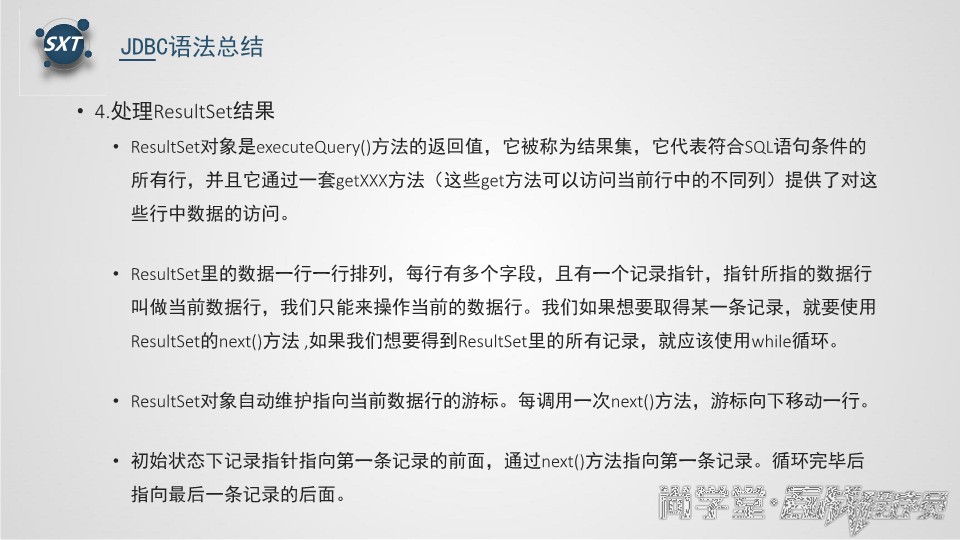 SXT
JDBC语法总结
• 4.处理ResultSet结果
• ResultSet对象是executeQuery()方法的返回值，它被称为结果集，它代表符合SQL语句条件的
所有行，并且它通过一套getXXX方法（这些get方法可以访问当前行中的不同列）提供了对这
些行中数据的访问。
• ResultSet里的数据一行一行排列，每行有多个字段，且有一个记录指针，指针所指的数据行
叫做当前数据行，我们只能来操作当前的数据行。我们如果想要取得某一条记录，就要使用
ResultSet的next()方法 ,如果我们想要得到ResultSet里的所有记录，就应该使用while循环。
• ResultSet对象自动维护指向当前数据行的游标。每调用一次next()方法，游标向下移动一行。
• 初始状态下记录指针指向第一条记录的前面，通过next()方法指向第一条记录。循环完毕后
指向最后一条记录的后面。
尚学堂·百战程序员